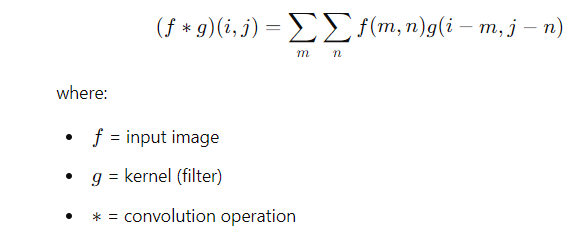 (f * g)(i, j) = ∑ₘ ∑ₙ f(m, n)g(i − m, j − n)
where:
• f = input image
• g = kernel (filter)
• * = convolution operation